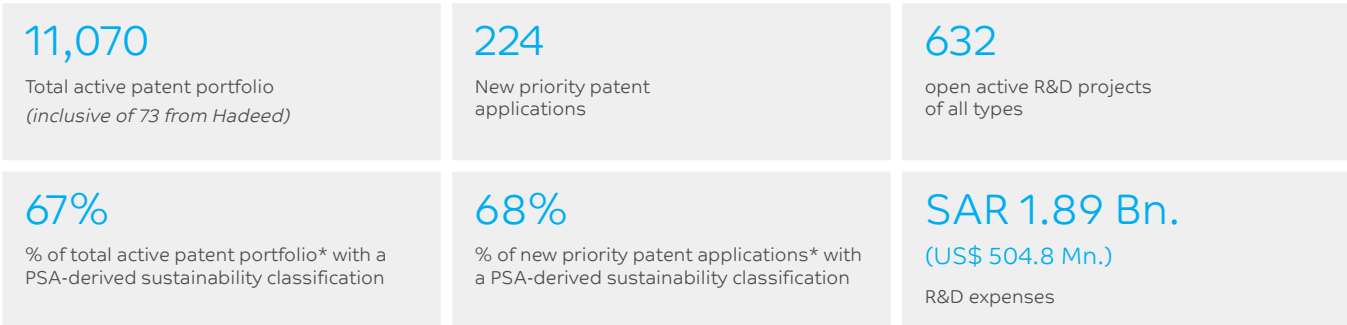 11,070
Total active patent portfolio
(inclusive of 73 from Hadeed)
224
New priority patent
applications
632
open active R&D projects
of all types
67%
% of total active patent portfolio* with a
PSA-derived sustainability classification
68%
% of new priority patent applications* with
a PSA-derived sustainability classification
SAR 1.89 Bn.
(US$ 504.8 Mn.)
R&D expenses